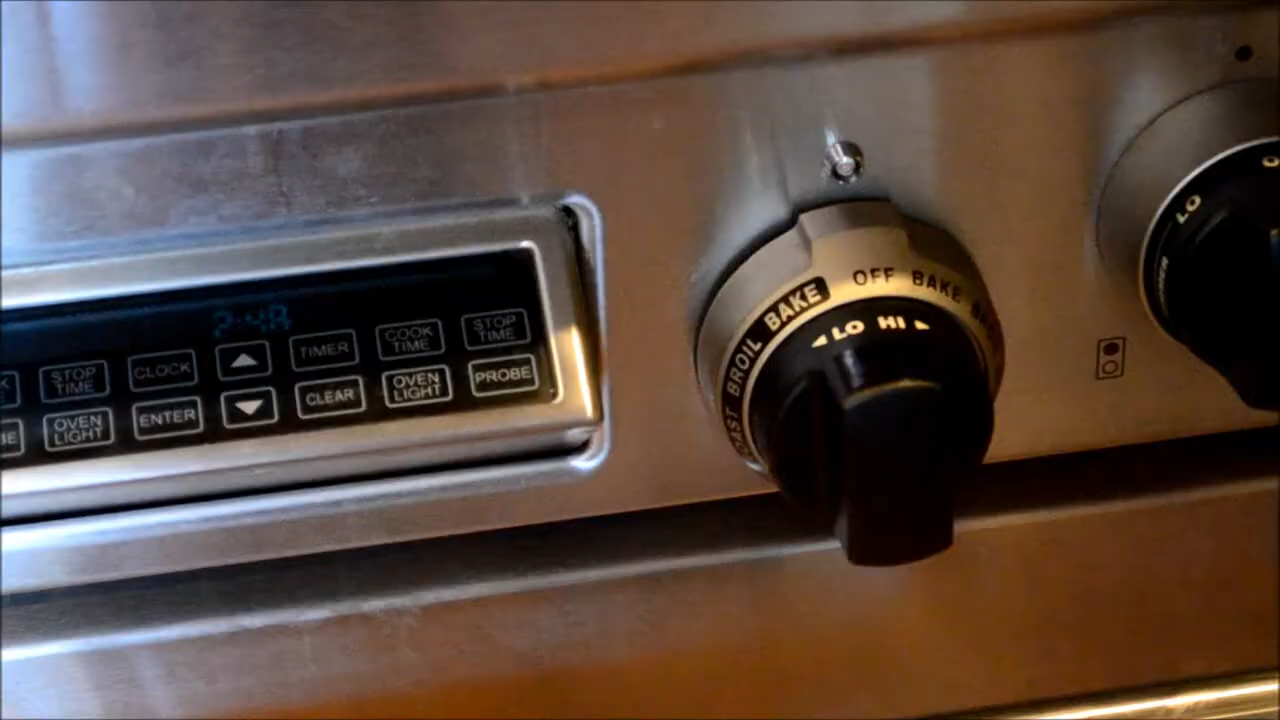 2:48
STOP TIME CLOCK ▲ TIMER COOK TIME STOP TIME
OVEN LIGHT ENTER ▼ CLEAR OVEN LIGHT PROBE
BROIL BAKE OFF BAKE
◄LO HI►
LO